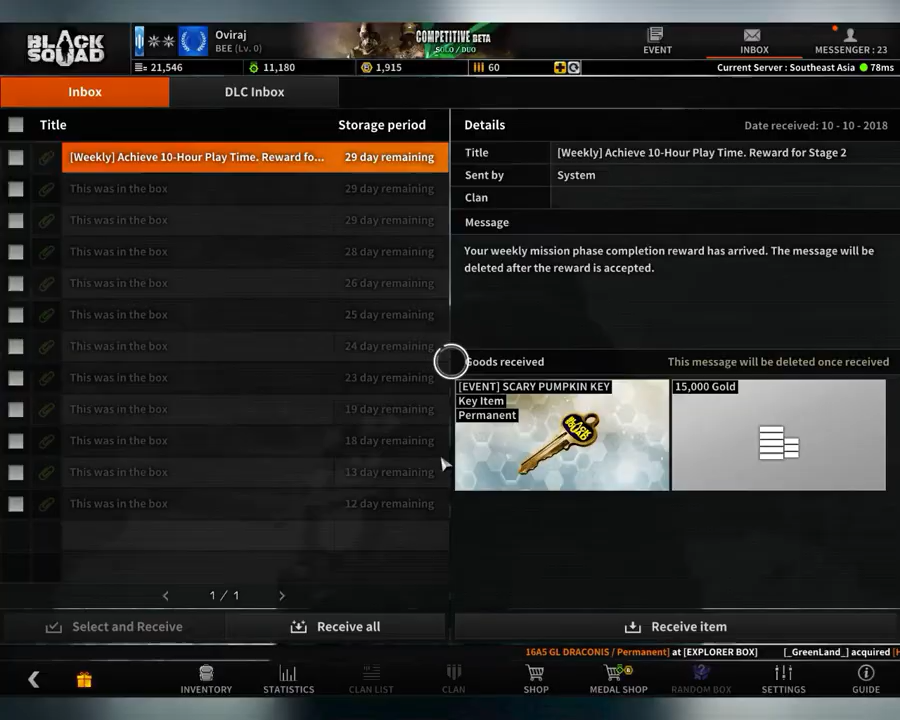 BLACK SQUAD
Oviraj
BEE (Lv. 0)
COMPETITIVE BETA
SOLO / DUO
EVENT
INBOX
MESSENGER : 23
21,546
11,180
1,915
60
Current Server : Southeast Asia
78ms
Inbox
DLC Inbox
Title
Storage period
[Weekly] Achieve 10-Hour Play Time. Reward fo...
29 day remaining
This was in the box
29 day remaining
This was in the box
29 day remaining
This was in the box
28 day remaining
This was in the box
26 day remaining
This was in the box
25 day remaining
This was in the box
24 day remaining
This was in the box
23 day remaining
This was in the box
19 day remaining
This was in the box
18 day remaining
This was in the box
13 day remaining
This was in the box
12 day remaining
1 / 1
Select and Receive
Receive all
Details
Date received: 10 - 10 - 2018
Title
[Weekly] Achieve 10-Hour Play Time. Reward for Stage 2
Sent by
System
Clan
Message
Your weekly mission phase completion reward has arrived. The message will be
deleted after the reward is accepted.
Goods received
This message will be deleted once received
[EVENT] SCARY PUMPKIN KEY
Key Item
Permanent
BLACK SQUAD
15,000 Gold
Receive item
16A5 GL DRACONIS / Permanent] at [EXPLORER BOX]
[_GreenLand_] acquired [H
INVENTORY
STATISTICS
CLAN LIST
CLAN
SHOP
MEDAL SHOP
RANDOM BOX
SETTINGS
GUIDE